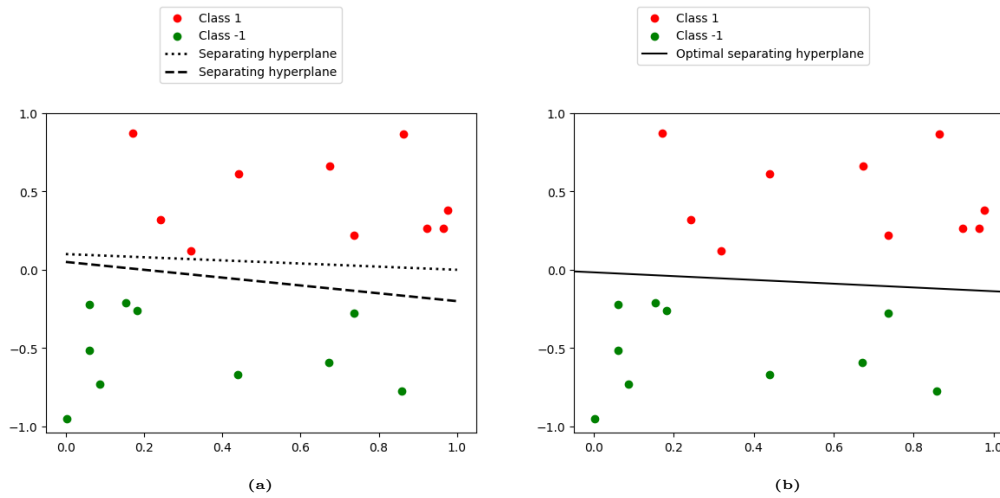 Class 1
Class -1
Separating hyperplane
Separating hyperplane
1.0
0.5
0.0
−0.5
−1.0
0.0 0.2 0.4 0.6 0.8 1.0
(a)
Class 1
Class -1
Optimal separating hyperplane
1.0
0.5
0.0
−0.5
−1.0
0.0 0.2 0.4 0.6 0.8 1.0
(b)